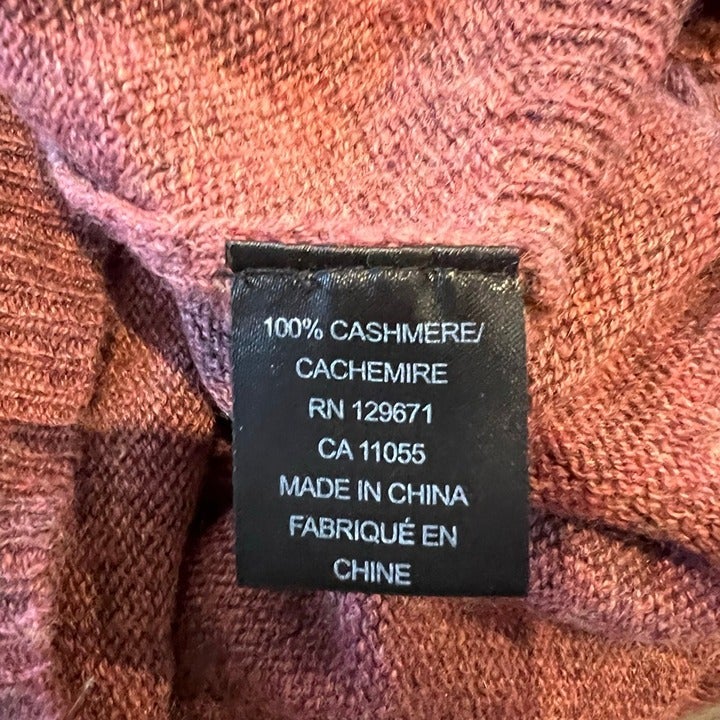 100% CASHMERE/
CACHEMIRE
RN 129671
CA 11055
MADE IN CHINA
FABRIQUÉ EN
CHINE